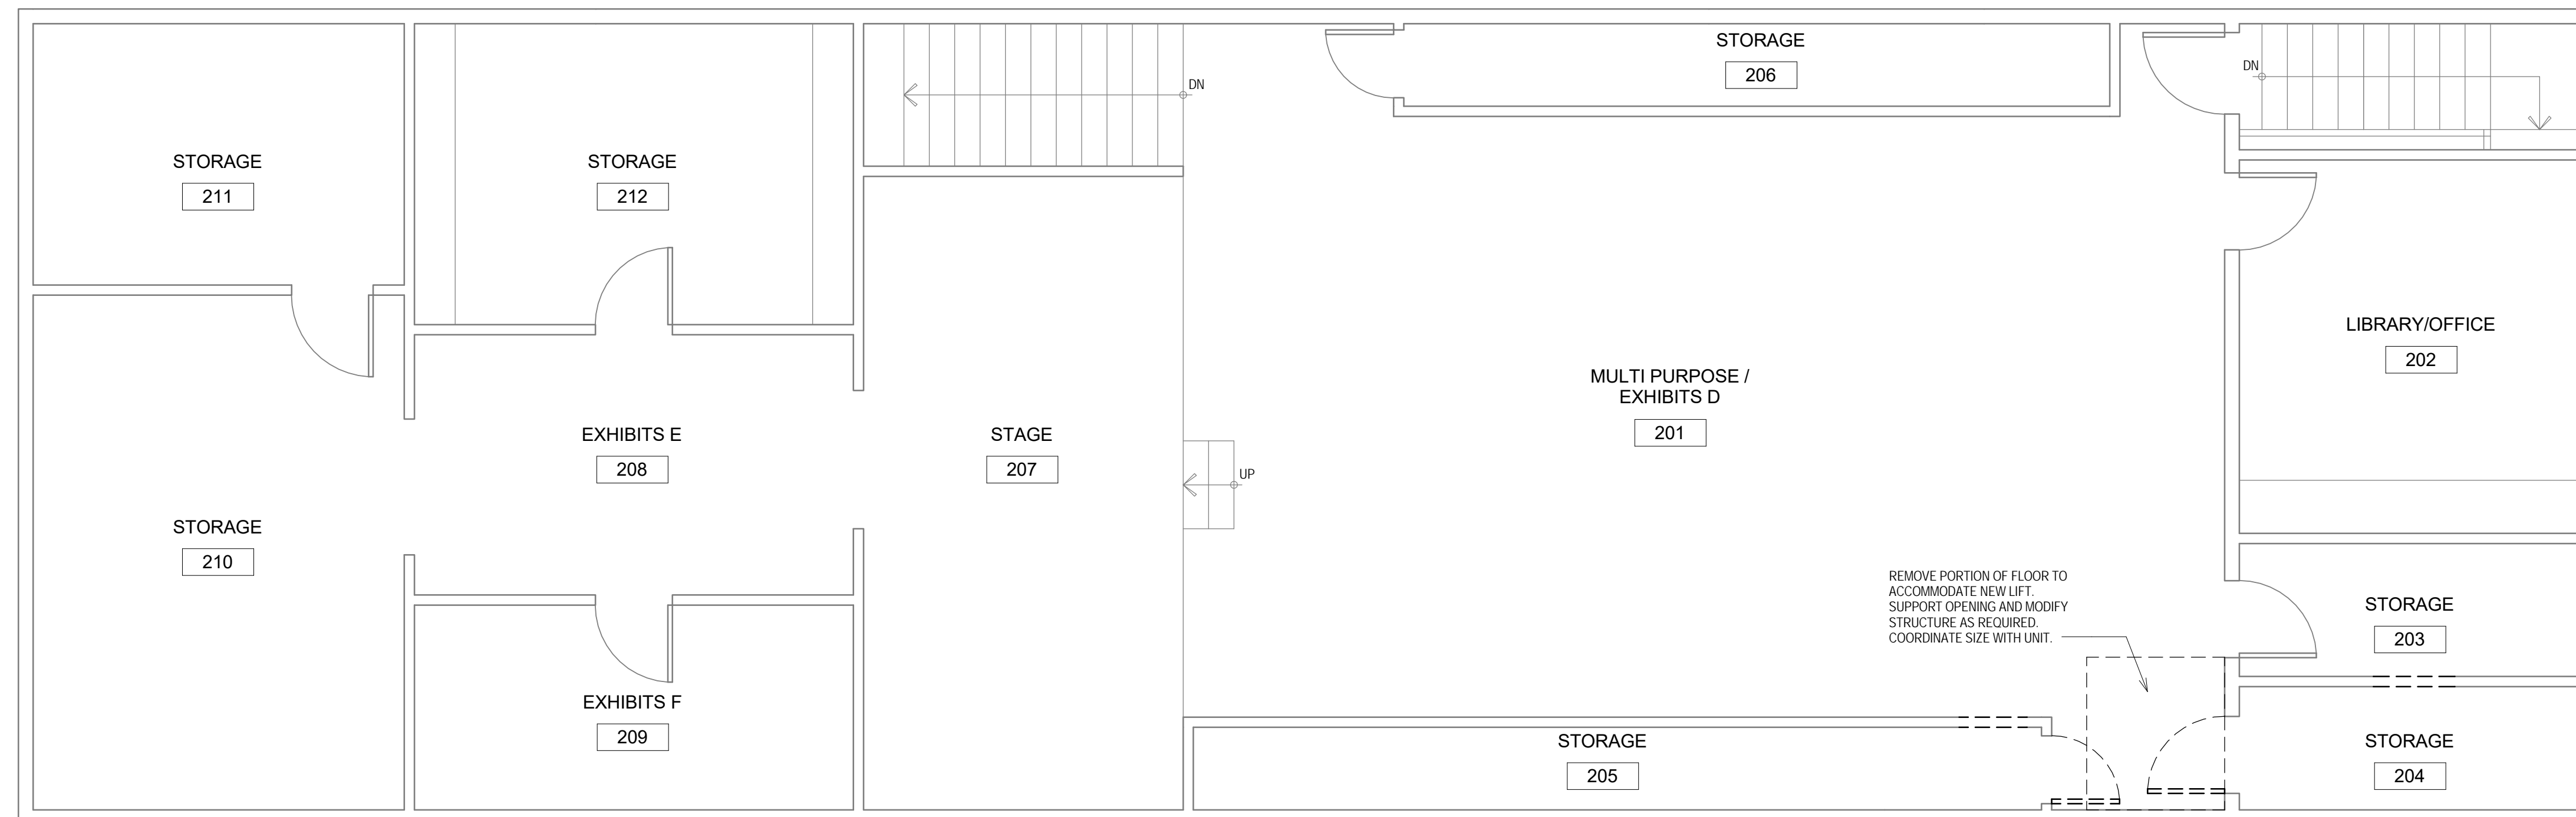 STORAGE
206
DN
DN
STORAGE
211
STORAGE
212
LIBRARY/OFFICE
202
MULTI PURPOSE /
EXHIBITS D
201
EXHIBITS E
208
STAGE
207
UP
STORAGE
210
REMOVE PORTION OF FLOOR TO
ACCOMMODATE NEW LIFT.
SUPPORT OPENING AND MODIFY
STRUCTURE AS REQUIRED.
COORDINATE SIZE WITH UNIT.
STORAGE
203
EXHIBITS F
209
STORAGE
205
STORAGE
204